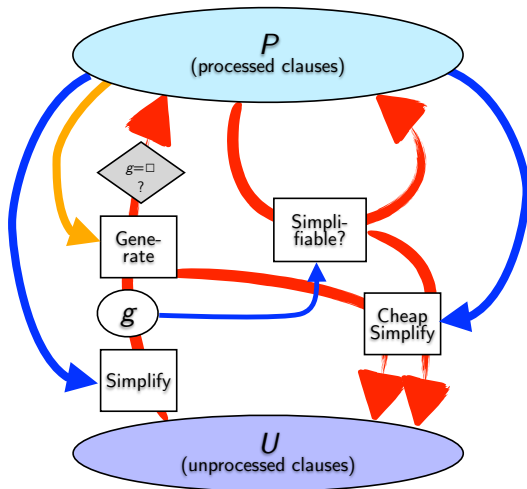 P
(processed clauses)
g=□
?
Gene-
rate
Simpli-
fiable?
g
Cheap
Simplify
Simplify
U
(unprocessed clauses)